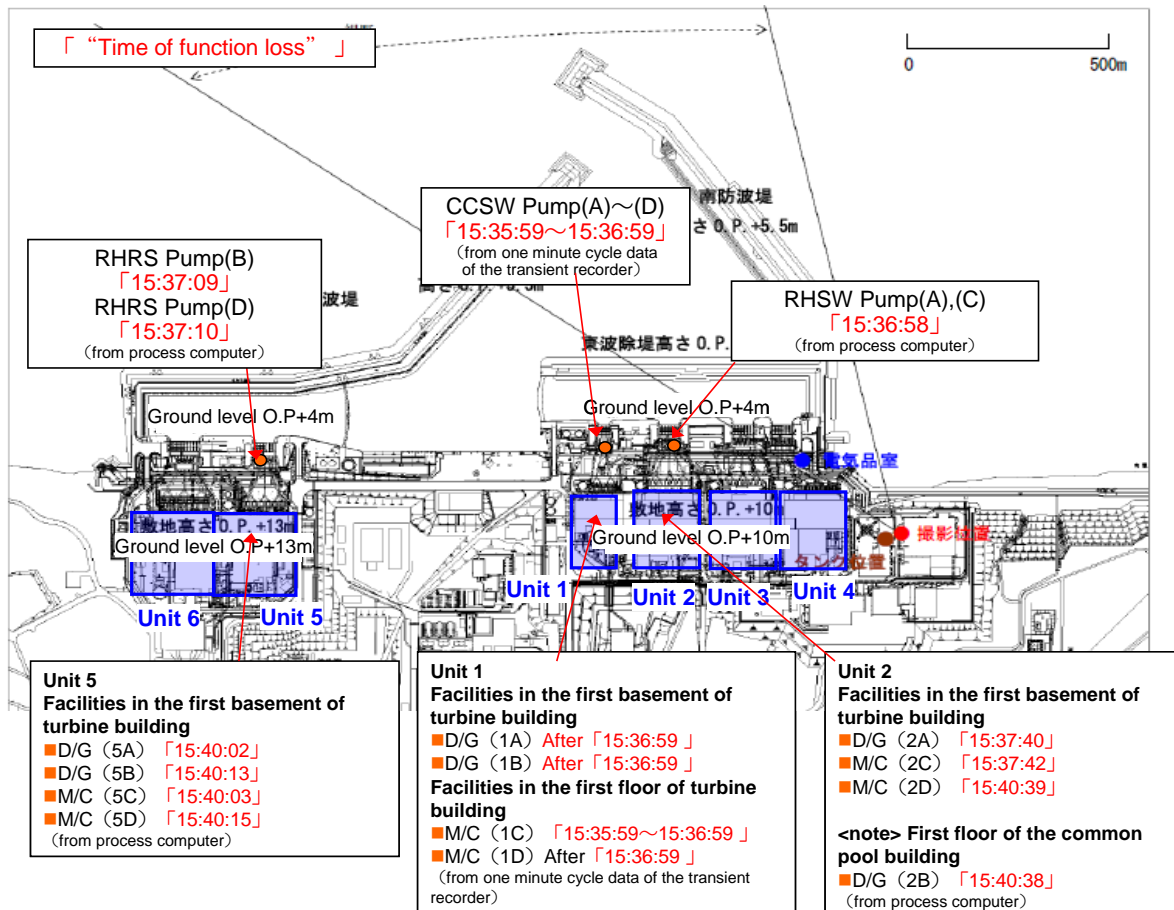 「 “Time of function loss” 」
0 500m
CCSW Pump(A)～(D)
「15:35:59～15:36:59」
（from one minute cycle data
of the transient recorder）
南防波堤
さ O.P.+5.5m
RHRS Pump(B)
「15:37:09」
RHRS Pump(D)
「15:37:10」
（from process computer）
波堤
RHSW Pump(A),(C)
「15:36:58」
（from process computer）
東波除堤高さ O.P.
Ground level O.P+4m
Ground level O.P+4m
電気品室
敷地高さ O.P.+13m
Ground level O.P+13m
敷地高さ O.P.+10m
Ground level O.P+10m
撮影位置
タンク位置
Unit 6
Unit 5
Unit 1
Unit 2
Unit 3
Unit 4
Unit 5
Facilities in the first basement of
turbine building
■D/G（5A）「15:40:02」
■D/G（5B）「15:40:13」
■M/C（5C）「15:40:03」
■M/C（5D）「15:40:15」
（from process computer）
Unit 1
Facilities in the first basement of
turbine building
■D/G（1A）After「15:36:59 」
■D/G（1B）After「15:36:59 」
Facilities in the first floor of turbine
building
■M/C（1C）「15:35:59～15:36:59 」
■M/C（1D）After「15:36:59 」
（from one minute cycle data of the transient
recorder）
Unit 2
Facilities in the first basement of
turbine building
■D/G（2A）「15:37:40」
■M/C（2C）「15:37:42」
■M/C（2D）「15:40:39」
<note> First floor of the common
pool building
■D/G（2B）「15:40:38」
（from process computer）